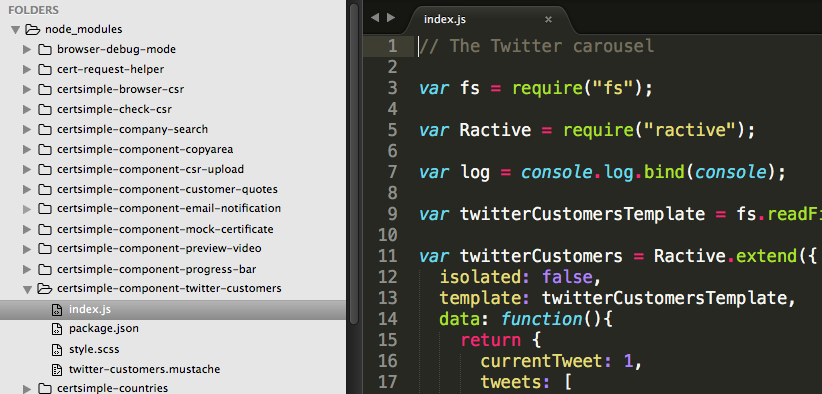 FOLDERS
node_modules
browser-debug-mode
cert-request-helper
certsimple-browser-csr
certsimple-check-csr
certsimple-company-search
certsimple-component-copyarea
certsimple-component-csr-upload
certsimple-component-customer-quotes
certsimple-component-email-notification
certsimple-component-mock-certificate
certsimple-component-preview-video
certsimple-component-progress-bar
certsimple-component-twitter-customers
index.js
package.json
style.scss
twitter-customers.mustache
certsimple-countries
index.js ×
1 // The Twitter carousel
2
3 var fs = require("fs");
4
5 var Ractive = require("ractive");
6
7 var log = console.log.bind(console);
8
9 var twitterCustomersTemplate = fs.readFi
10
11 var twitterCustomers = Ractive.extend({
12 isolated: false,
13 template: twitterCustomersTemplate,
14 data: function(){
15 return {
16 currentTweet: 1,
17 tweets: [